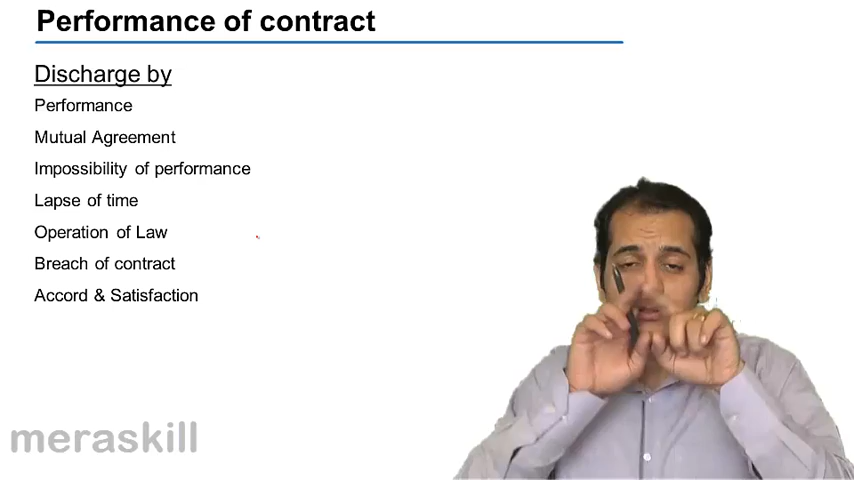 Performance of contract
Discharge by
Performance
Mutual Agreement
Impossibility of performance
Lapse of time
Operation of Law
Breach of contract
Accord & Satisfaction
meraskill